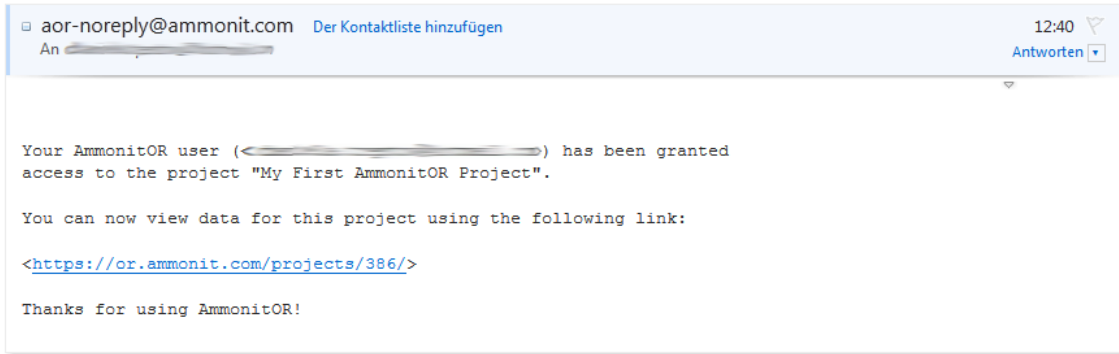 aor-noreply@ammonit.com Der Kontaktliste hinzufügen 12:40
An
Antworten
Your AmmonitOR user (<>) has been granted
access to the project "My First AmmonitOR Project".
You can now view data for this project using the following link:
<https://or.ammonit.com/projects/386/>
Thanks for using AmmonitOR!